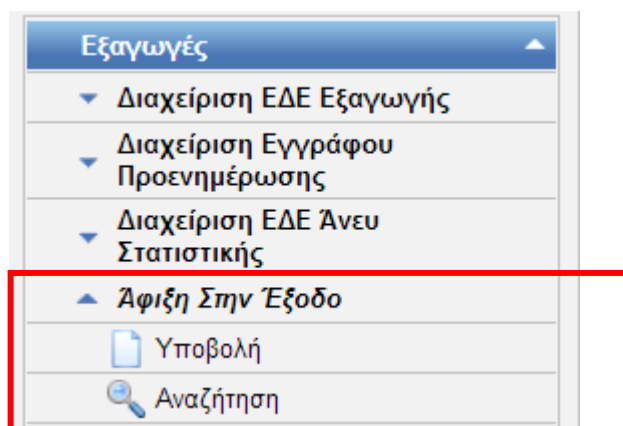 Εξαγωγές
Διαχείριση ΕΔΕ Εξαγωγής
Διαχείριση Εγγράφου
Προενημέρωσης
Διαχείριση ΕΔΕ Άνευ
Στατιστικής
Άφιξη Στην Έξοδο
Υποβολή
Αναζήτηση